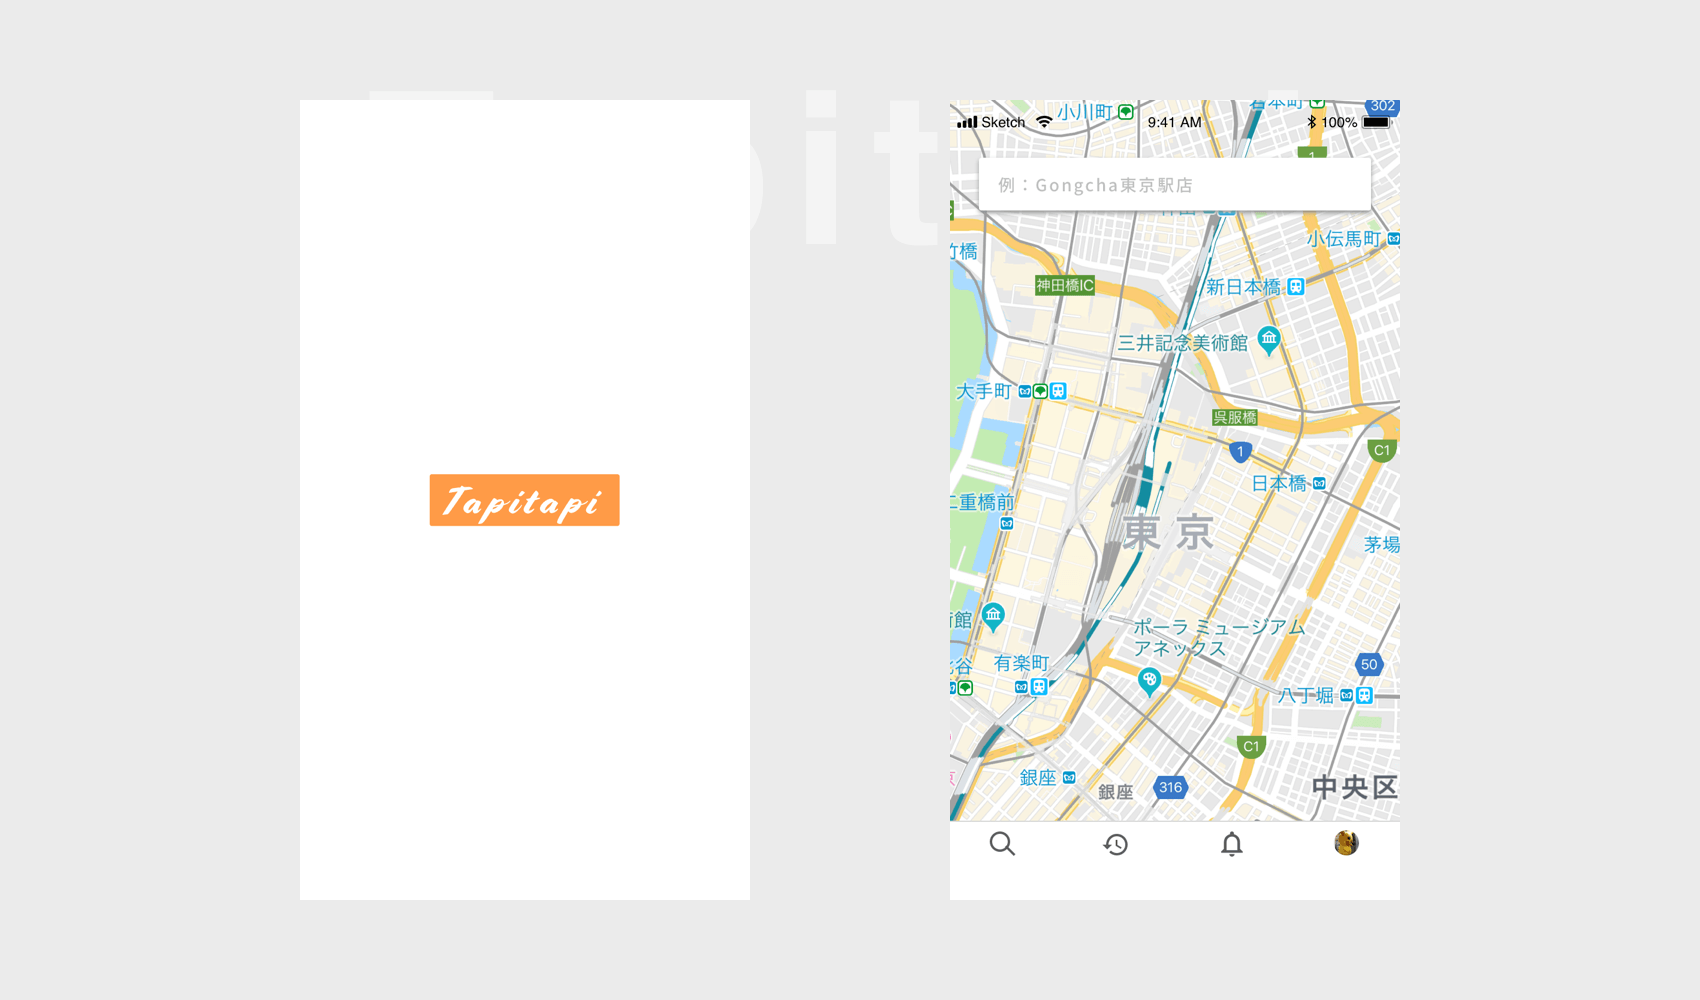 Tapitapi
小川町
岩本町
302
Sketch
9:41 AM
100%
1
例：Gongcha東京駅店
小伝馬町
竹橋
神田橋IC
新日本橋
三井記念美術館
大手町
呉服橋
C1
1
日本橋
二重橋前
東京
茅場
館
ポーラ ミュージアム
アネックス
有楽町
谷
50
八丁堀
C1
銀座
銀座
316
中央区